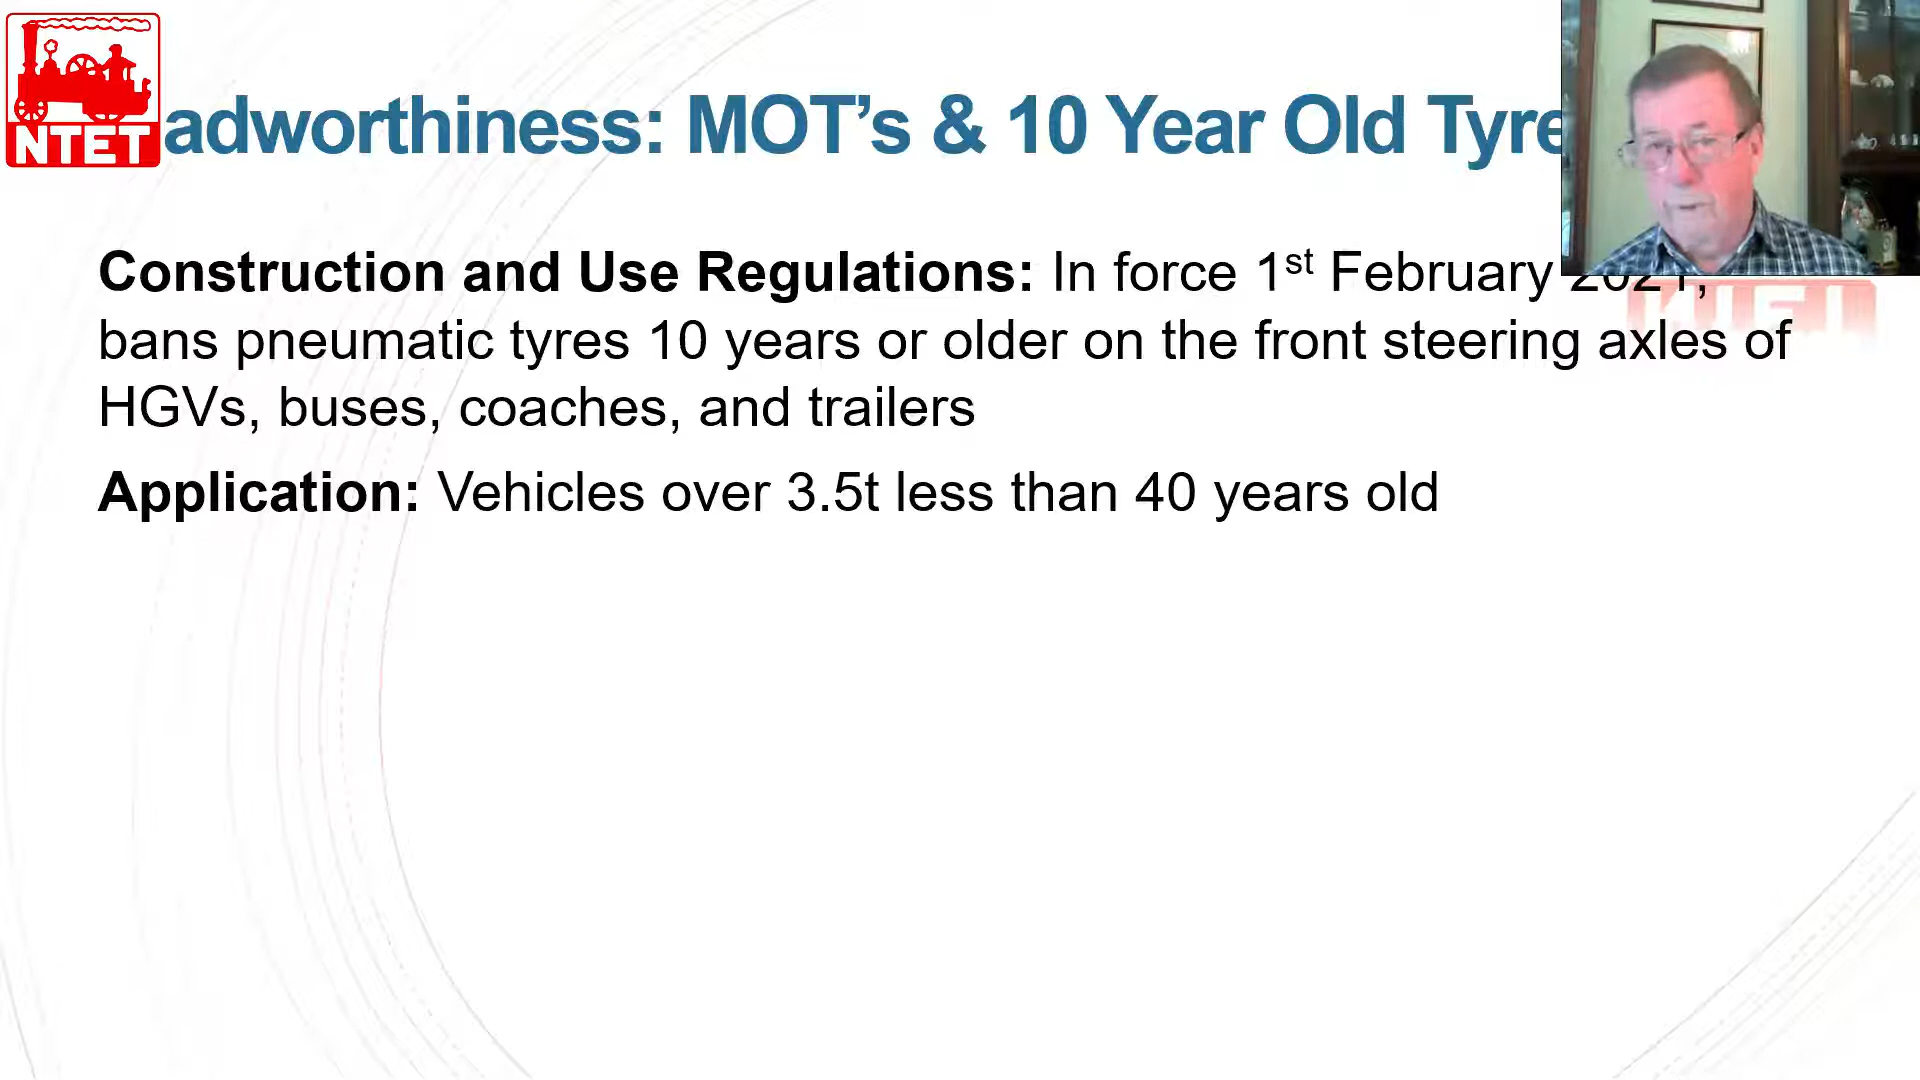 NTET
adworthiness: MOT’s & 10 Year Old Tyre
Construction and Use Regulations: In force 1st February 2021,
bans pneumatic tyres 10 years or older on the front steering axles of
HGVs, buses, coaches, and trailers
Application: Vehicles over 3.5t less than 40 years old